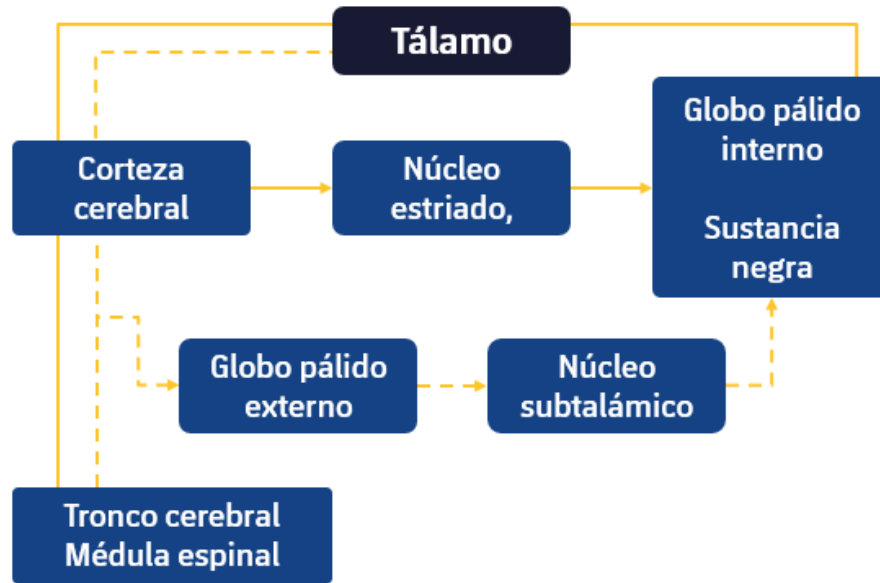 Tálamo
Corteza
cerebral
Núcleo
estriado,
Globo pálido
interno
Sustancia
negra
Globo pálido
externo
Núcleo
subtalámico
Tronco cerebral
Médula espinal